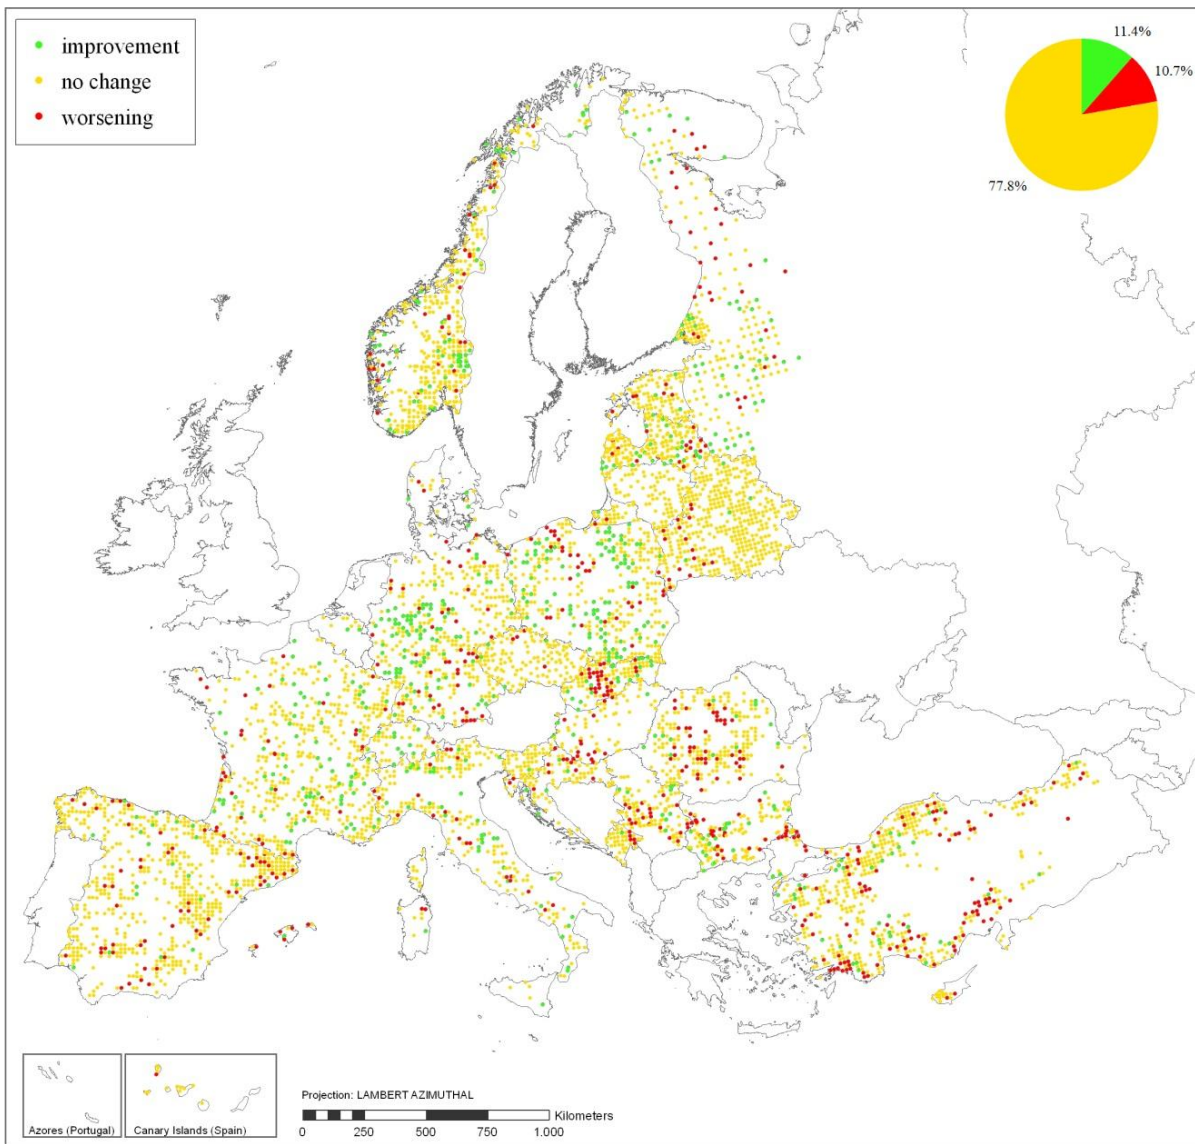 improvement
no change
worsening
11.4%
10.7%
77.8%
Projection: LAMBERT AZIMUTHAL
Kilometers
0 250 500 750 1.000
Azores (Portugal)
Canary Islands (Spain)